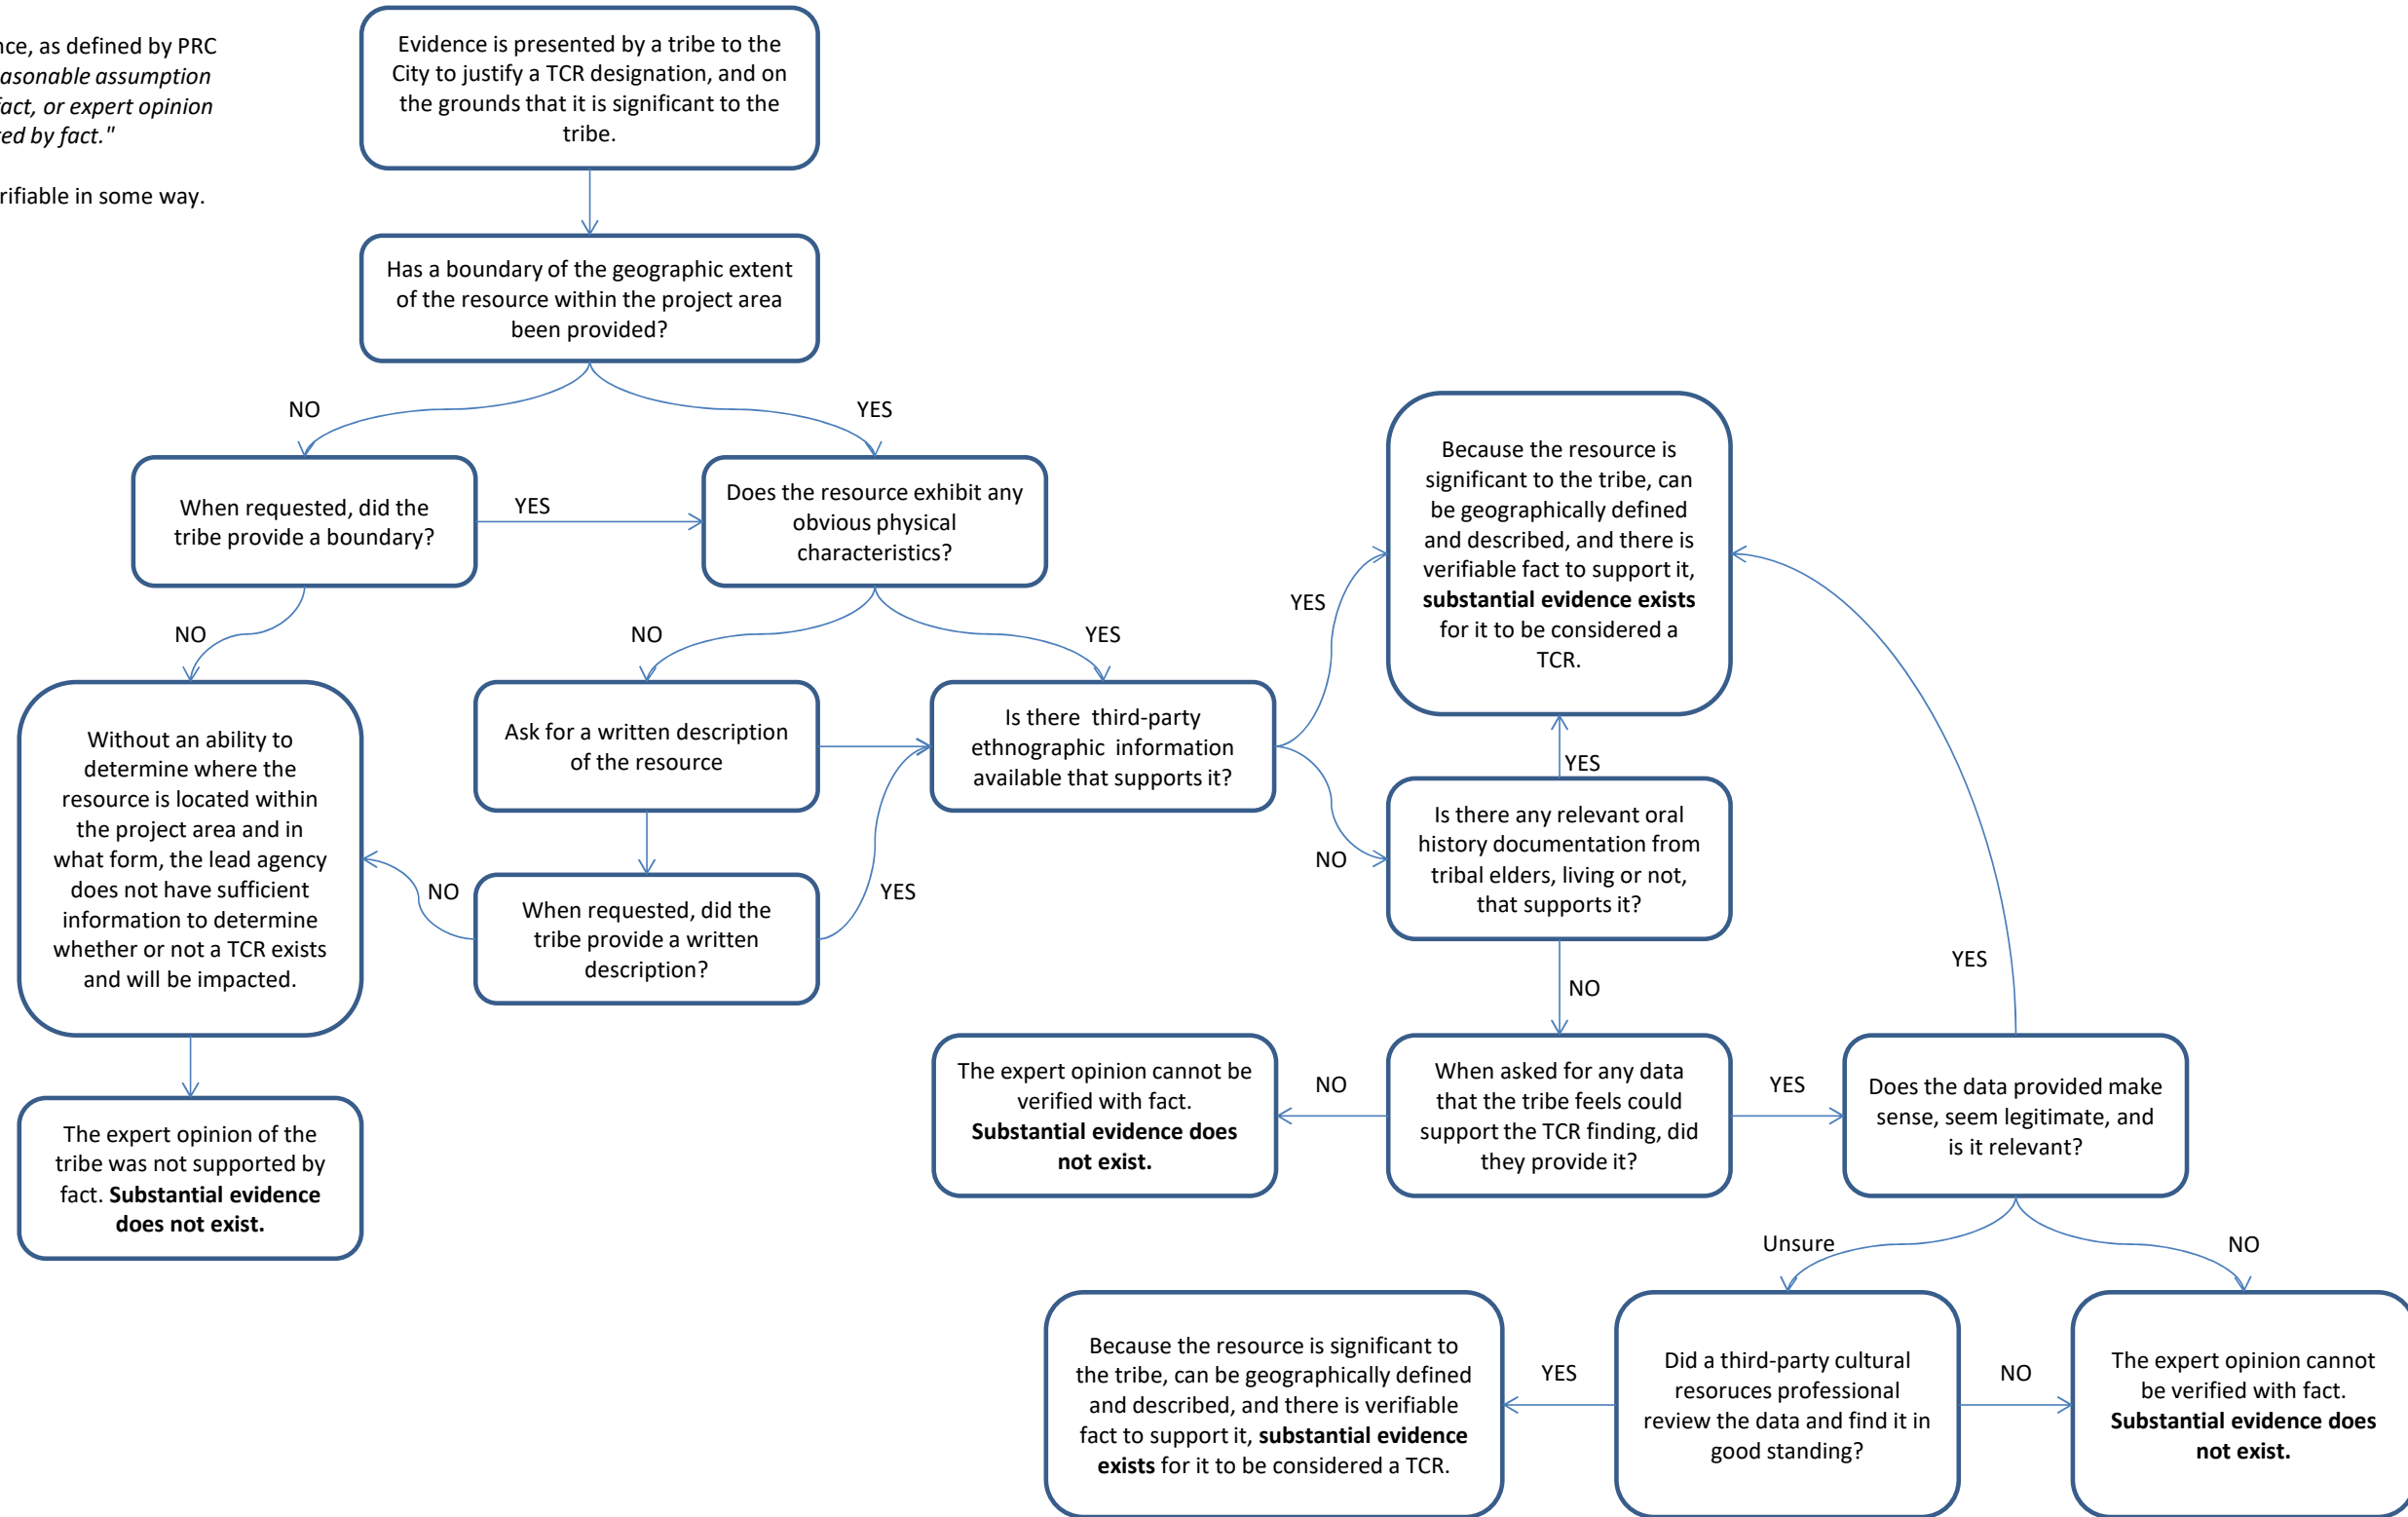 nce, as defined by PRC
easonable assumption
fact, or expert opinion
ted by fact."
rifiable in some way.
Evidence is presented by a tribe to the
City to justify a TCR designation, and on
the grounds that it is significant to the
tribe.
Has a boundary of the geographic extent
of the resource within the project area
been provided?
NO
YES
When requested, did the
tribe provide a boundary?
YES
Does the resource exhibit any
obvious physical
characteristics?
Because the resource is
significant to the tribe, can
be geographically defined
and described, and there is
verifiable fact to support it,
substantial evidence exists
for it to be considered a
TCR.
NO
NO
YES
YES
Without an ability to
determine where the
resource is located within
the project area and in
what form, the lead agency
does not have sufficient
information to determine
whether or not a TCR exists
and will be impacted.
Ask for a written description
of the resource
Is there third-party
ethnographic information
available that supports it?
YES
NO
Is there any relevant oral
history documentation from
tribal elders, living or not,
that supports it?
NO
When requested, did the
tribe provide a written
description?
YES
YES
NO
The expert opinion of the
tribe was not supported by
fact. Substantial evidence
does not exist.
The expert opinion cannot be
verified with fact.
Substantial evidence does
not exist.
NO
When asked for any data
that the tribe feels could
support the TCR finding, did
they provide it?
YES
Does the data provided make
sense, seem legitimate, and
is it relevant?
Unsure
NO
Because the resource is significant to
the tribe, can be geographically defined
and described, and there is verifiable
fact to support it, substantial evidence
exists for it to be considered a TCR.
YES
Did a third-party cultural
resoruces professional
review the data and find it in
good standing?
NO
The expert opinion cannot
be verified with fact.
Substantial evidence does
not exist.